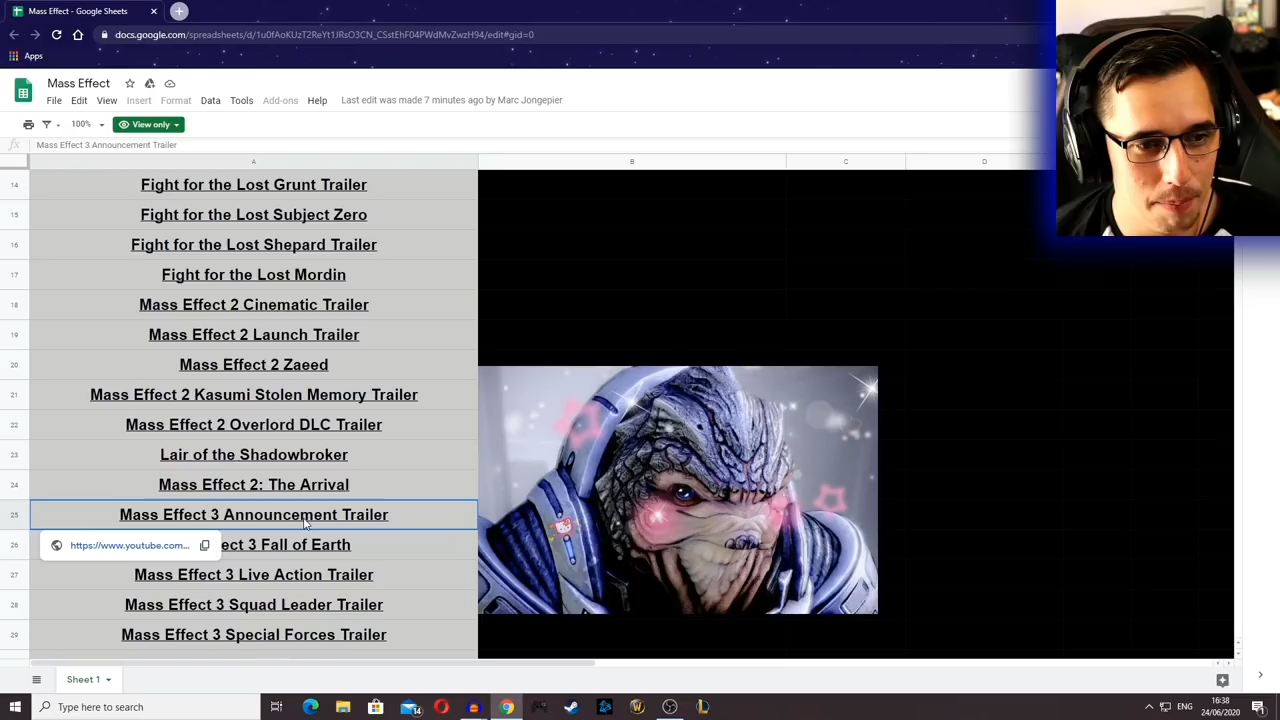 Mass Effect - Google Sheets
docs.google.com/spreadsheets/d/1u0fAoKUzT2ReYt1JRsO3CN_CSstEhF04PWdMvZwzH94/edit#gid=0
Apps
Mass Effect
File Edit View Insert Format Data Tools Add-ons Help Last edit was made 7 minutes ago by Marc Jongepier
100% View only
fx Mass Effect 3 Announcement Trailer
A B C D
14 Fight for the Lost Grunt Trailer
15 Fight for the Lost Subject Zero
16 Fight for the Lost Shepard Trailer
17 Fight for the Lost Mordin
18 Mass Effect 2 Cinematic Trailer
19 Mass Effect 2 Launch Trailer
20 Mass Effect 2 Zaeed
21 Mass Effect 2 Kasumi Stolen Memory Trailer
22 Mass Effect 2 Overlord DLC Trailer
23 Lair of the Shadowbroker
24 Mass Effect 2: The Arrival
25 Mass Effect 3 Announcement Trailer
26 ect 3 Fall of Earth
https://www.youtube.com...
27 Mass Effect 3 Live Action Trailer
28 Mass Effect 3 Squad Leader Trailer
29 Mass Effect 3 Special Forces Trailer
Sheet 1
Type here to search
14
ENG
16:38
24/06/2020